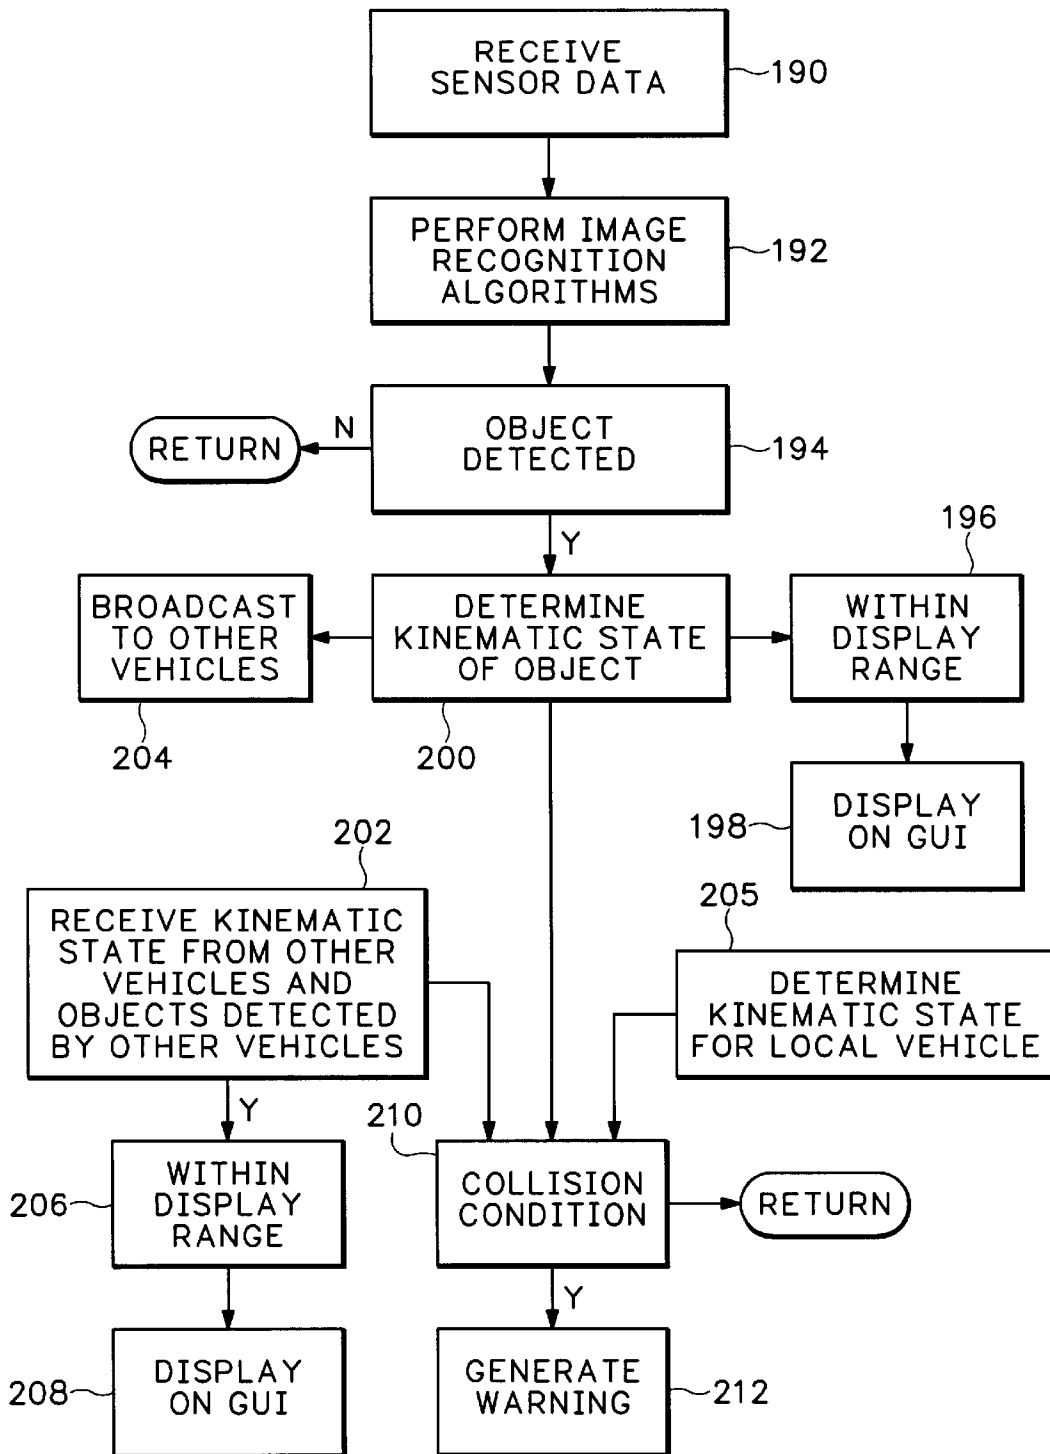 RECEIVE
SENSOR DATA
190
PERFORM IMAGE
RECOGNITION
ALGORITHMS
192
OBJECT
DETECTED
194
N
RETURN
Y
196
BROADCAST
TO OTHER
VEHICLES
204
DETERMINE
KINEMATIC STATE
OF OBJECT
200
WITHIN
DISPLAY
RANGE
198
DISPLAY
ON GUI
202
RECEIVE KINEMATIC
STATE FROM OTHER
VEHICLES AND
OBJECTS DETECTED
BY OTHER VEHICLES
205
DETERMINE
KINEMATIC STATE
FOR LOCAL VEHICLE
Y
206
WITHIN
DISPLAY
RANGE
210
COLLISION
CONDITION
RETURN
Y
208
DISPLAY
ON GUI
GENERATE
WARNING
212